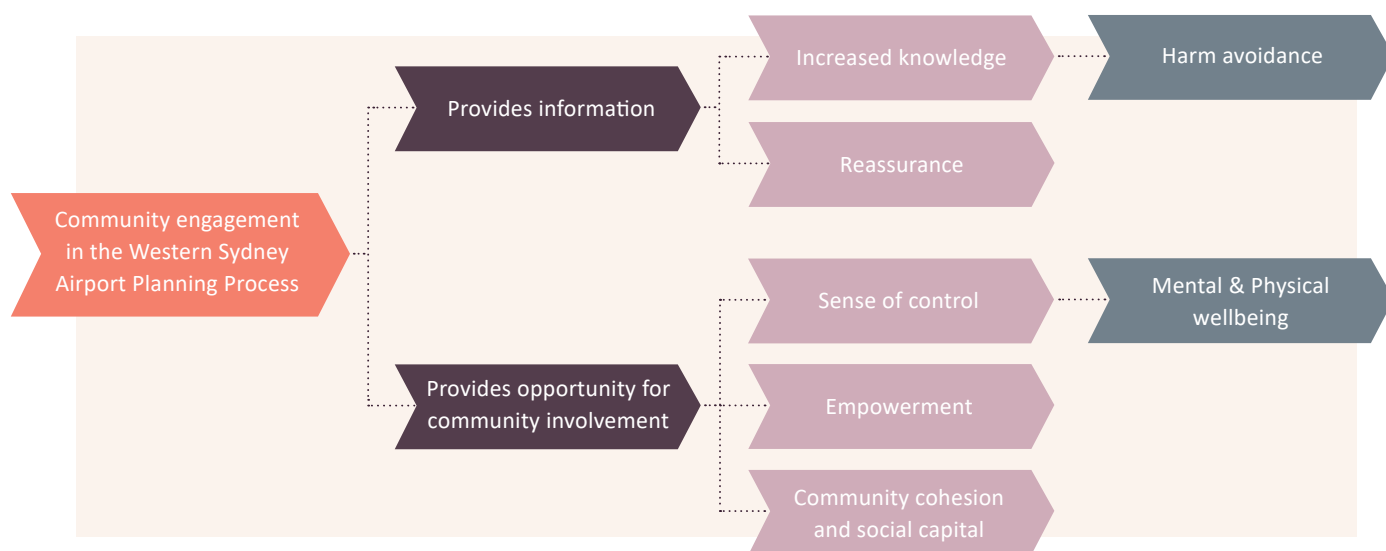 Community engagement
in the Western Sydney
Airport Planning Process
Provides information
Increased knowledge
Harm avoidance
Reassurance
Provides opportunity for
community involvement
Sense of control
Mental & Physical
wellbeing
Empowerment
Community cohesion
and social capital